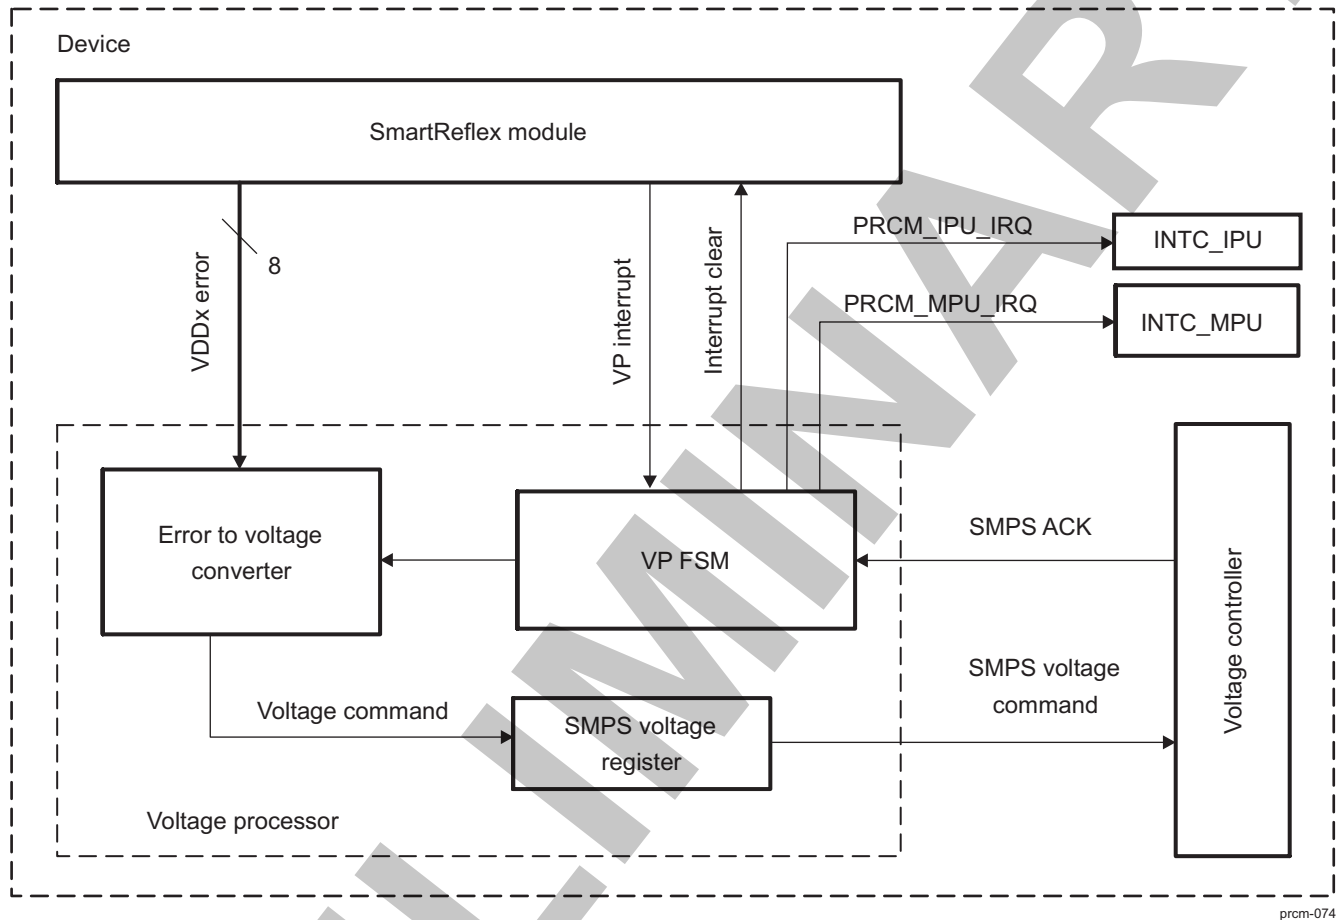 Device
SmartReflex module
VDDx error
8
VP interrupt
Interrupt clear
PRCM_IPU_IRQ
INTC_IPU
PRCM_MPU_IRQ
INTC_MPU
Error to voltage
converter
VP FSM
SMPS ACK
Voltage controller
SMPS voltage
command
Voltage command
SMPS voltage
register
Voltage processor
prcm-074